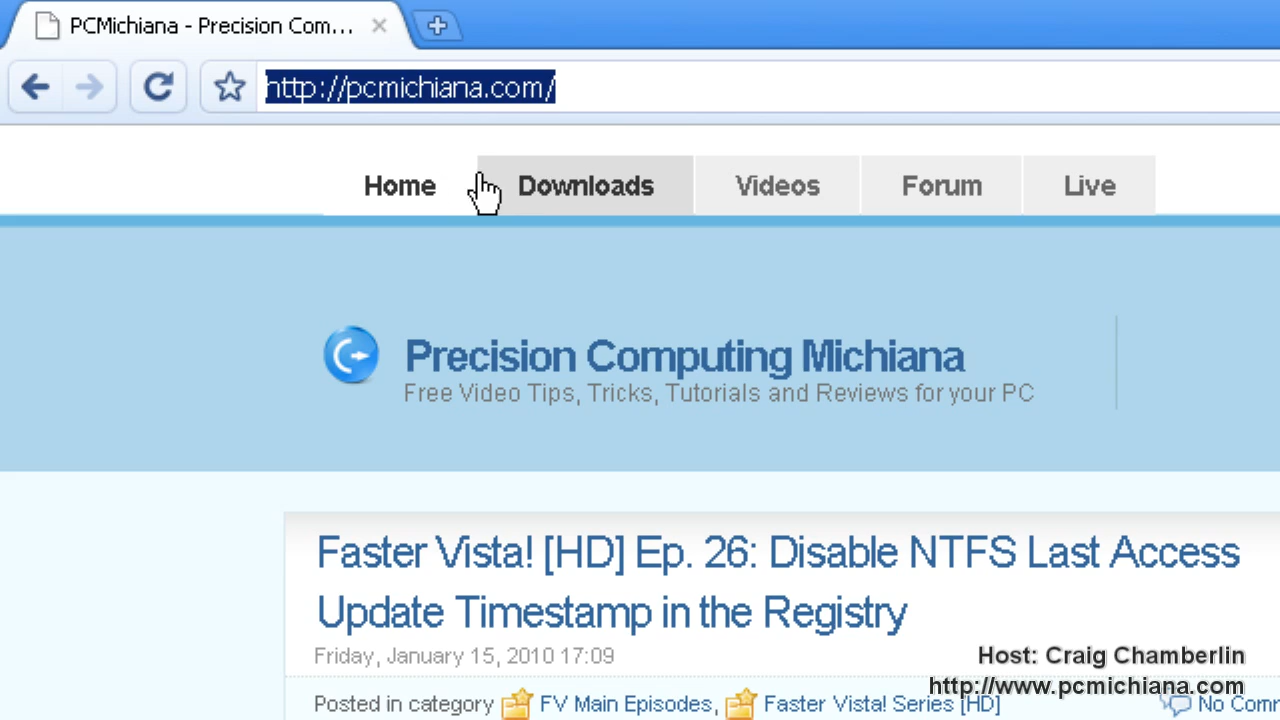 PCMichiana - Precision Com...
http://pcmichiana.com/
Home Downloads Videos Forum Live
Precision Computing Michiana
Free Video Tips, Tricks, Tutorials and Reviews for your PC
Faster Vista! [HD] Ep. 26: Disable NTFS Last Access
Update Timestamp in the Registry
Friday, January 15, 2010 17:09
Host: Craig Chamberlin
http://www.pcmichiana.com
Posted in category FV Main Episodes, Faster Vista! Series [HD] No Comm